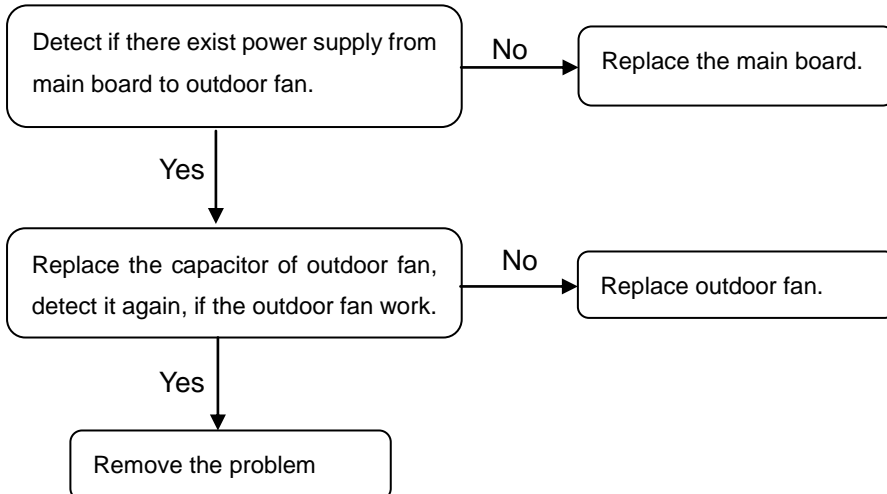 Detect if there exist power supply from
main board to outdoor fan.
No
Replace the main board.
Yes
Replace the capacitor of outdoor fan,
detect it again, if the outdoor fan work.
No
Replace outdoor fan.
Yes
Remove the problem